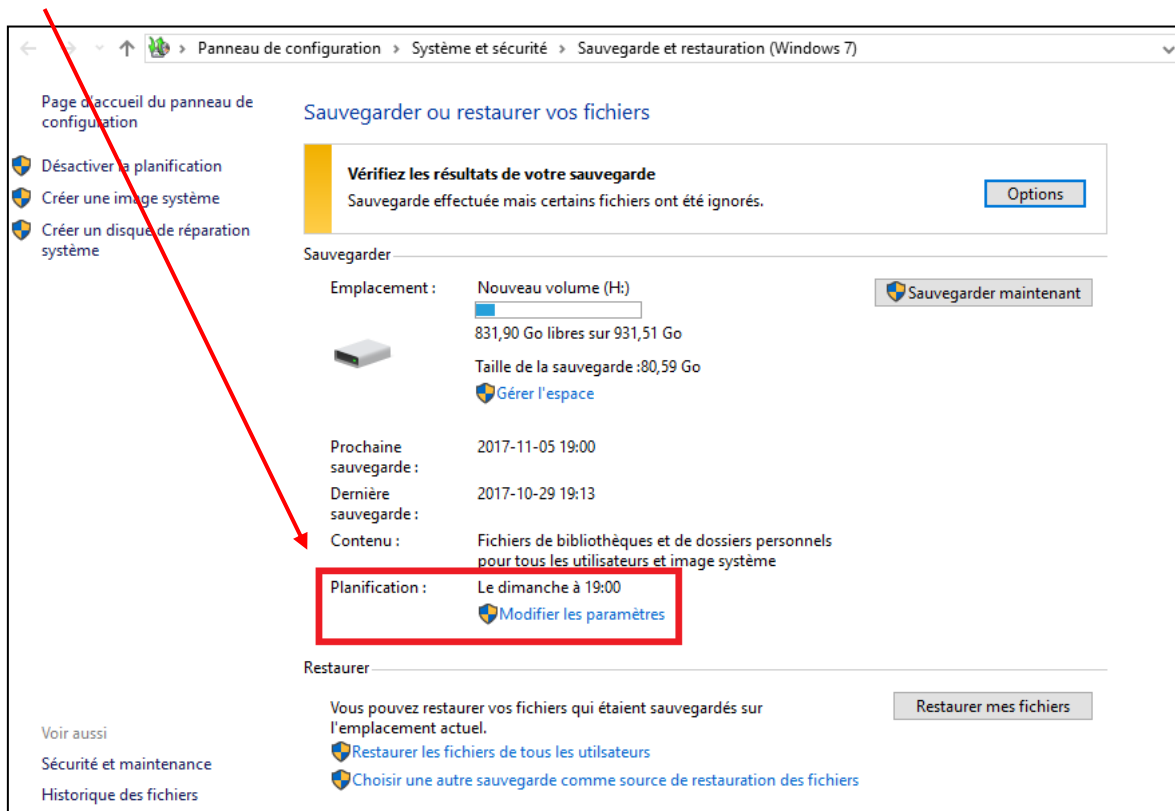 Panneau de configuration › Système et sécurité › Sauvegarde et restauration (Windows 7)
Page d'accueil du panneau de
configuration
Désactiver la planification
Créer une image système
Créer un disque de réparation
système
Sauvegarder ou restaurer vos fichiers
Vérifiez les résultats de votre sauvegarde
Sauvegarde effectuée mais certains fichiers ont été ignorés.
Options
Sauvegarder
Emplacement :
Nouveau volume (H:)
Sauvegarder maintenant
831,90 Go libres sur 931,51 Go
Taille de la sauvegarde :80,59 Go
Gérer l'espace
Prochaine
sauvegarde :
2017-11-05 19:00
Dernière
sauvegarde :
2017-10-29 19:13
Contenu :
Fichiers de bibliothèques et de dossiers personnels
pour tous les utilisateurs et image système
Planification :
Le dimanche à 19:00
Modifier les paramètres
Restaurer
Vous pouvez restaurer vos fichiers qui étaient sauvegardés sur
l'emplacement actuel.
Restaurer mes fichiers
Restaurer les fichiers de tous les utilsateurs
Choisir une autre sauvegarde comme source de restauration des fichiers
Voir aussi
Sécurité et maintenance
Historique des fichiers